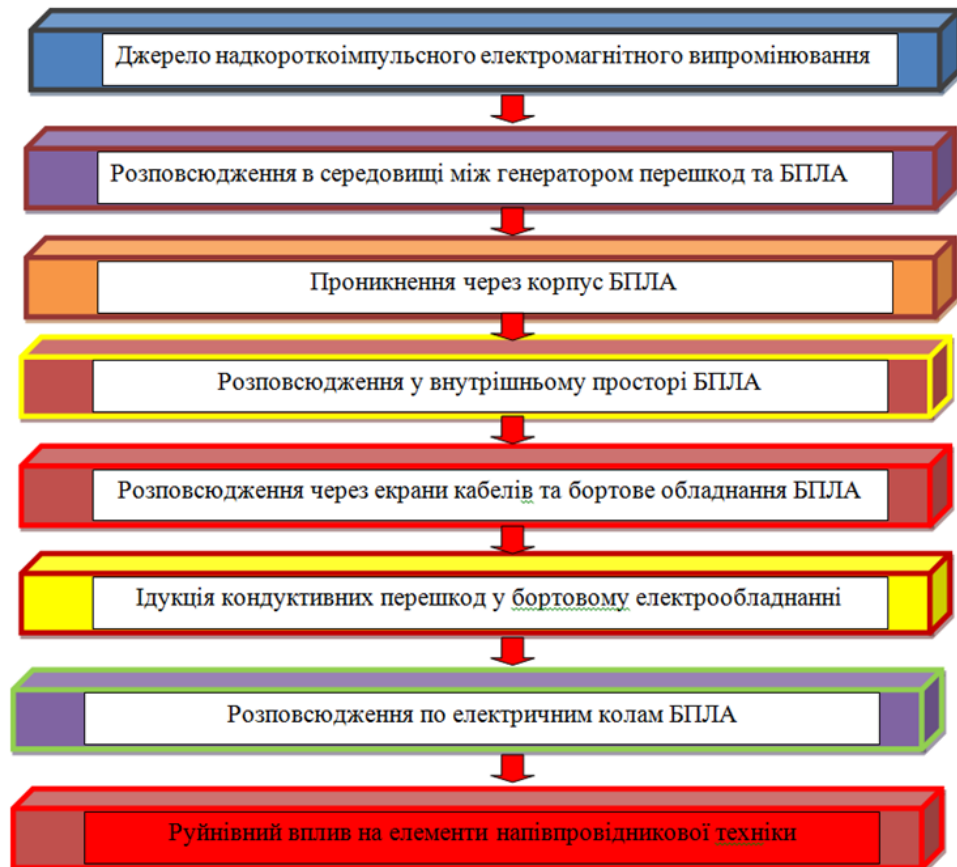 Джерело надкороткоімпульсного електромагнітного випромінювання
Розповсюдження в середовищі між генератором перешкод та БПЛА
Проникнення через корпус БПЛА
Розповсюдження у внутрішньому просторі БПЛА
Розповсюдження через екрани кабелів та бортове обладнання БПЛА
Ідукція кондуктивних перешкод у бортовому електрообладнанні
Розповсюдження по електричним колам БПЛА
Руйнівний вплив на елементи напівпровідникової техніки